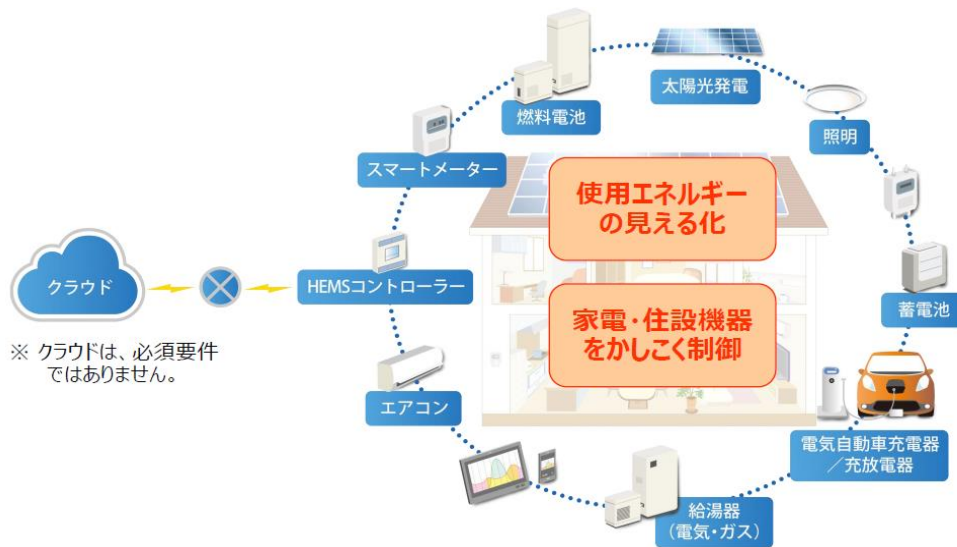 太陽光発電
燃料電池
照明
スマートメーター
使用エネルギー
の見える化
クラウド
HEMSコントローラー
蓄電池
家電・住設機器
をかしこく制御
※ クラウドは、必須要件
ではありません。
エアコン
電気自動車充電器
／充放電器
給湯器
（電気・ガス）